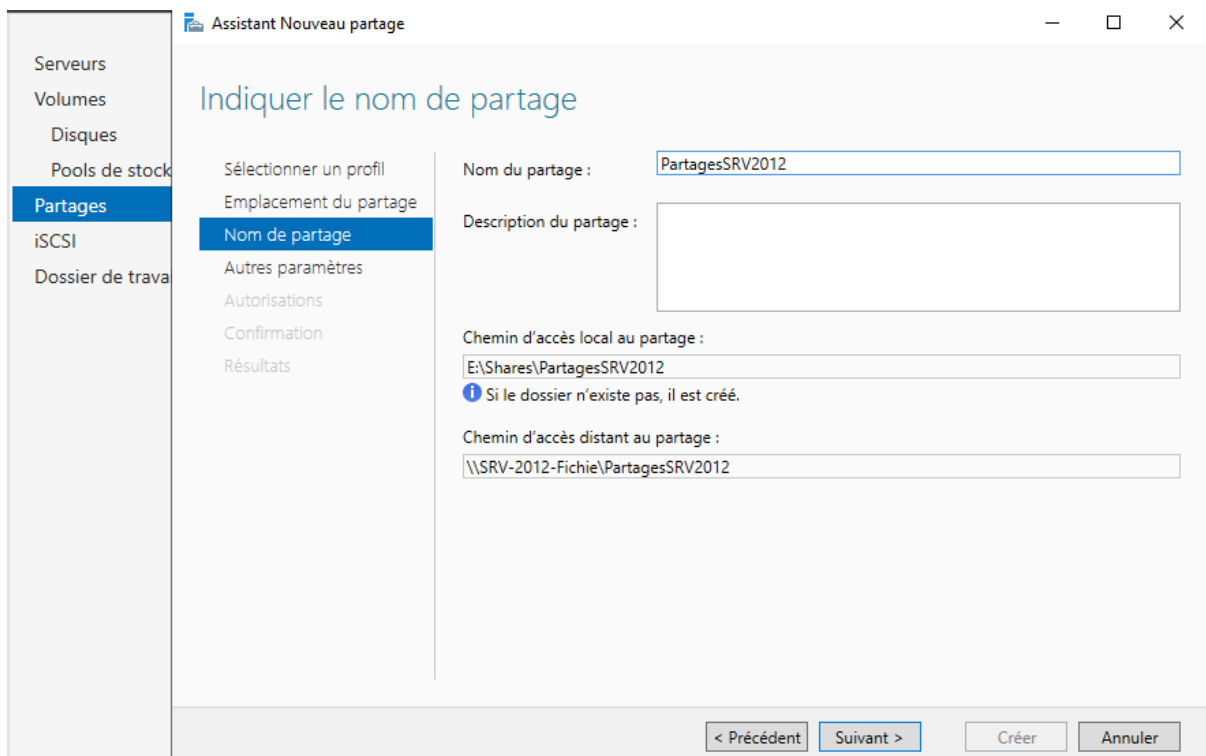 Assistant Nouveau partage
Serveurs
Volumes
Disques
Pools de stock
Partages
iSCSI
Dossier de travai
Indiquer le nom de partage
Sélectionner un profil
Emplacement du partage
Nom de partage
Autres paramètres
Autorisations
Confirmation
Résultats
Nom du partage :
PartagesSRV2012
Description du partage :
Chemin d'accès local au partage :
E:\Shares\PartagesSRV2012
Si le dossier n'existe pas, il est créé.
Chemin d'accès distant au partage :
\\SRV-2012-Fichie\PartagesSRV2012
< Précédent
Suivant >
Créer
Annuler